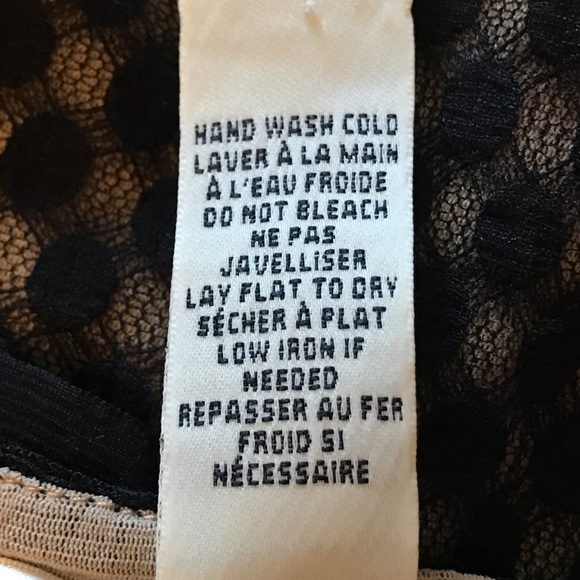 HAND WASH COLD
LAVER À LA MAIN
À L'EAU FROIDE
DO NOT BLEACH
NE PAS
JAVELLISER
LAY FLAT TO DRY
SÉCHER À PLAT
LOW IRON IF
NEEDED
REPASSER AU FER
FROID SI
NÉCESSAIRE